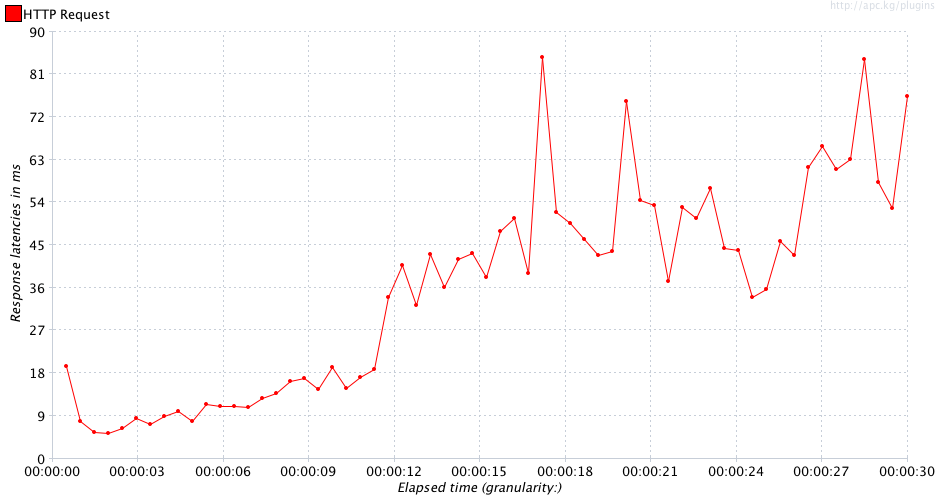 http://apc.kg/plugins
HTTP Request
90
81
72
63
54
45
36
27
18
9
0
Response latencies in ms
00:00:00 00:00:03 00:00:06 00:00:09 00:00:12 00:00:15 00:00:18 00:00:21 00:00:24 00:00:27 00:00:30
Elapsed time (granularity:)